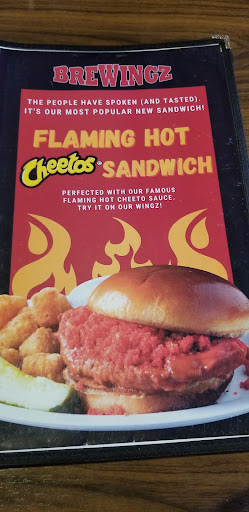 BREWINGZ
THE PEOPLE HAVE SPOKEN (AND TASTED).
IT'S OUR MOST POPULAR NEW SANDWICH!
FLAMING HOT
Cheetos® SANDWICH
PERFECTED WITH OUR FAMOUS
FLAMING HOT CHEETO SAUCE.
TRY IT ON OUR WINGZ!